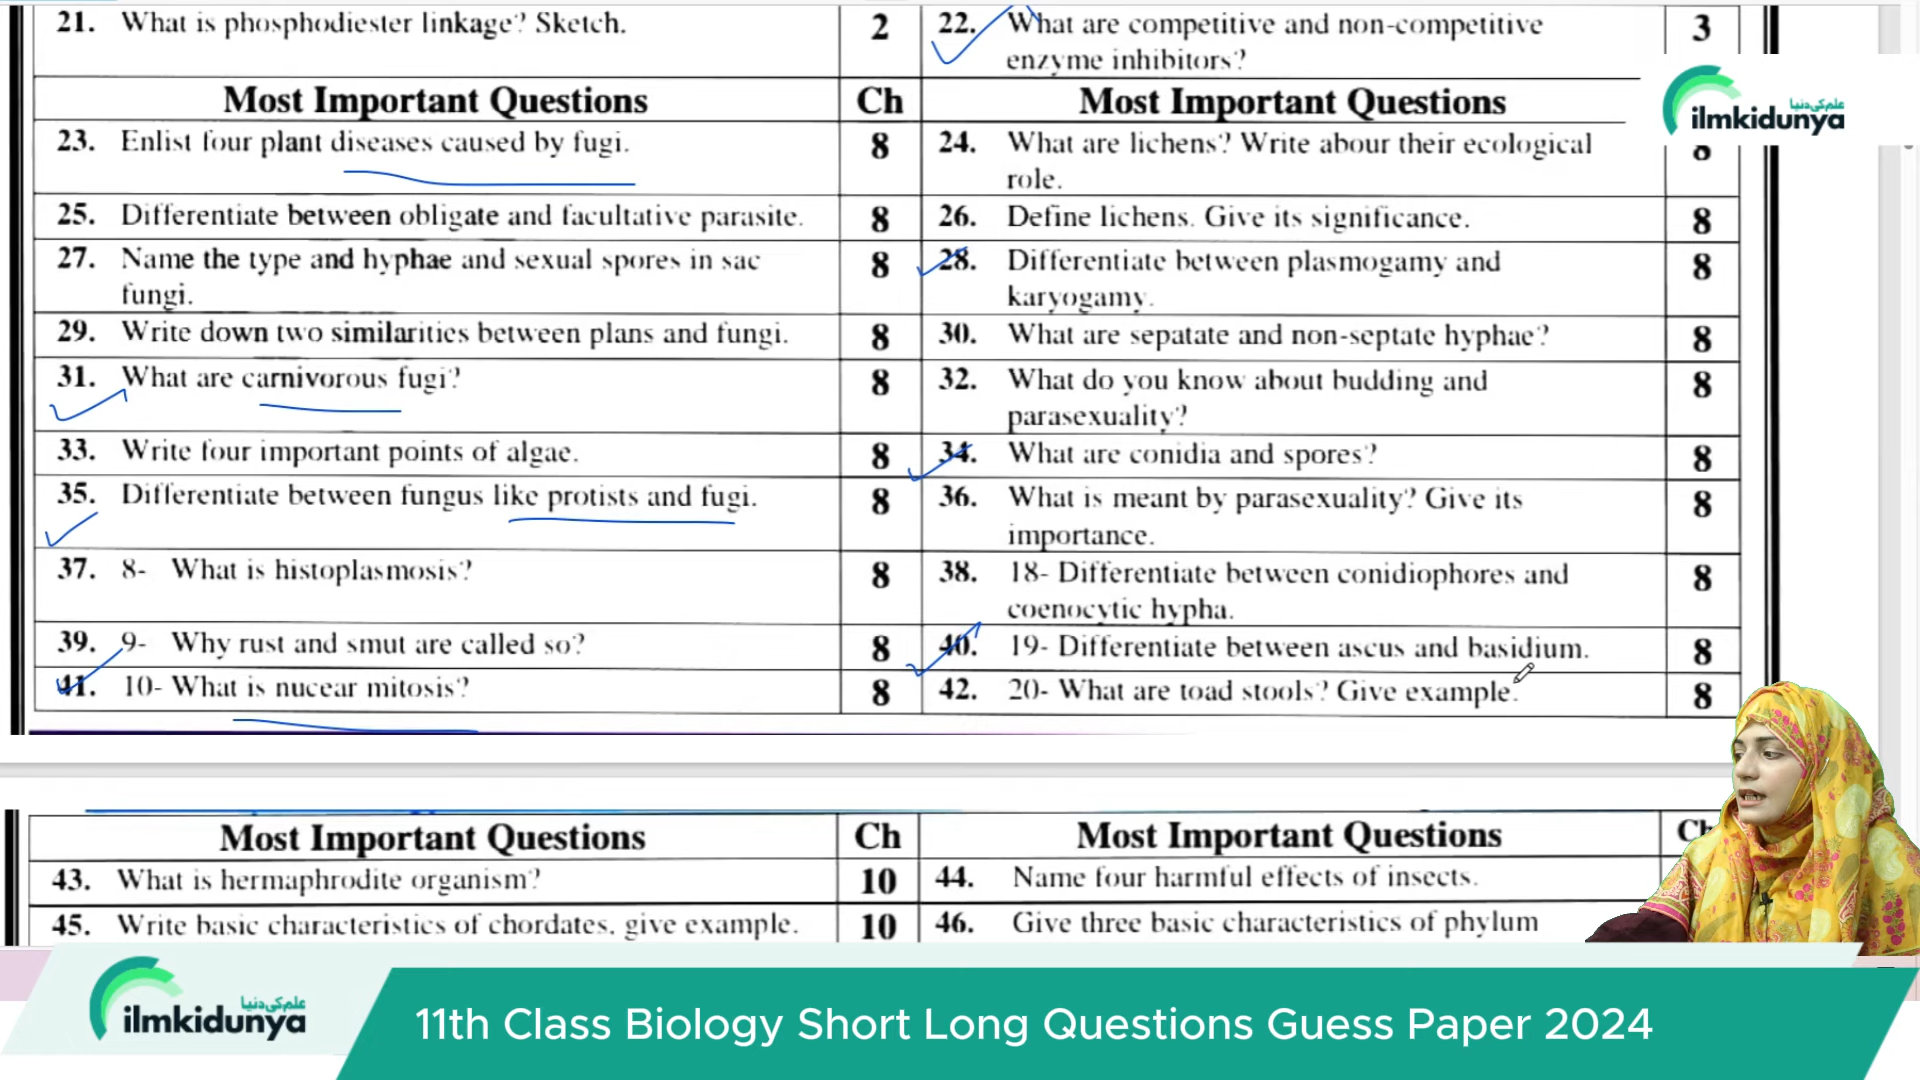 21. What is phosphodiester linkage? Sketch. 2 22. What are competitive and non-competitive 3
enzyme inhibitors?
Most Important Questions Ch Most Important Questions
علم کی دنیا
ilmkidunya
23. Enlist four plant diseases caused by fugi. 8 24. What are lichens? Write abour their ecological 8
role.
25. Differentiate between obligate and facultative parasite. 8 26. Define lichens. Give its significance. 8
27. Name the type and hyphae and sexual spores in sac 8 28. Differentiate between plasmogamy and 8
fungi. karyogamy.
29. Write down two similarities between plans and fungi. 8 30. What are sepatate and non-septate hyphae? 8
31. What are carnivorous fugi? 8 32. What do you know about budding and 8
parasexuality?
33. Write four important points of algae. 8 34. What are conidia and spores? 8
35. Differentiate between fungus like protists and fugi. 8 36. What is meant by parasexuality? Give its 8
importance.
37. 8- What is histoplasmosis? 8 38. 18- Differentiate between conidiophores and 8
coenocytic hypha.
39. 9- Why rust and smut are called so? 8 40. 19- Differentiate between ascus and basidium. 8
41. 10- What is nucear mitosis? 8 42. 20- What are toad stools? Give example. 8
Most Important Questions Ch Most Important Questions Ch
43. What is hermaphrodite organism? 10 44. Name four harmful effects of insects.
45. Write basic characteristics of chordates, give example. 10 46. Give three basic characteristics of phylum
علم کی دنیا
ilmkidunya
11th Class Biology Short Long Questions Guess Paper 2024